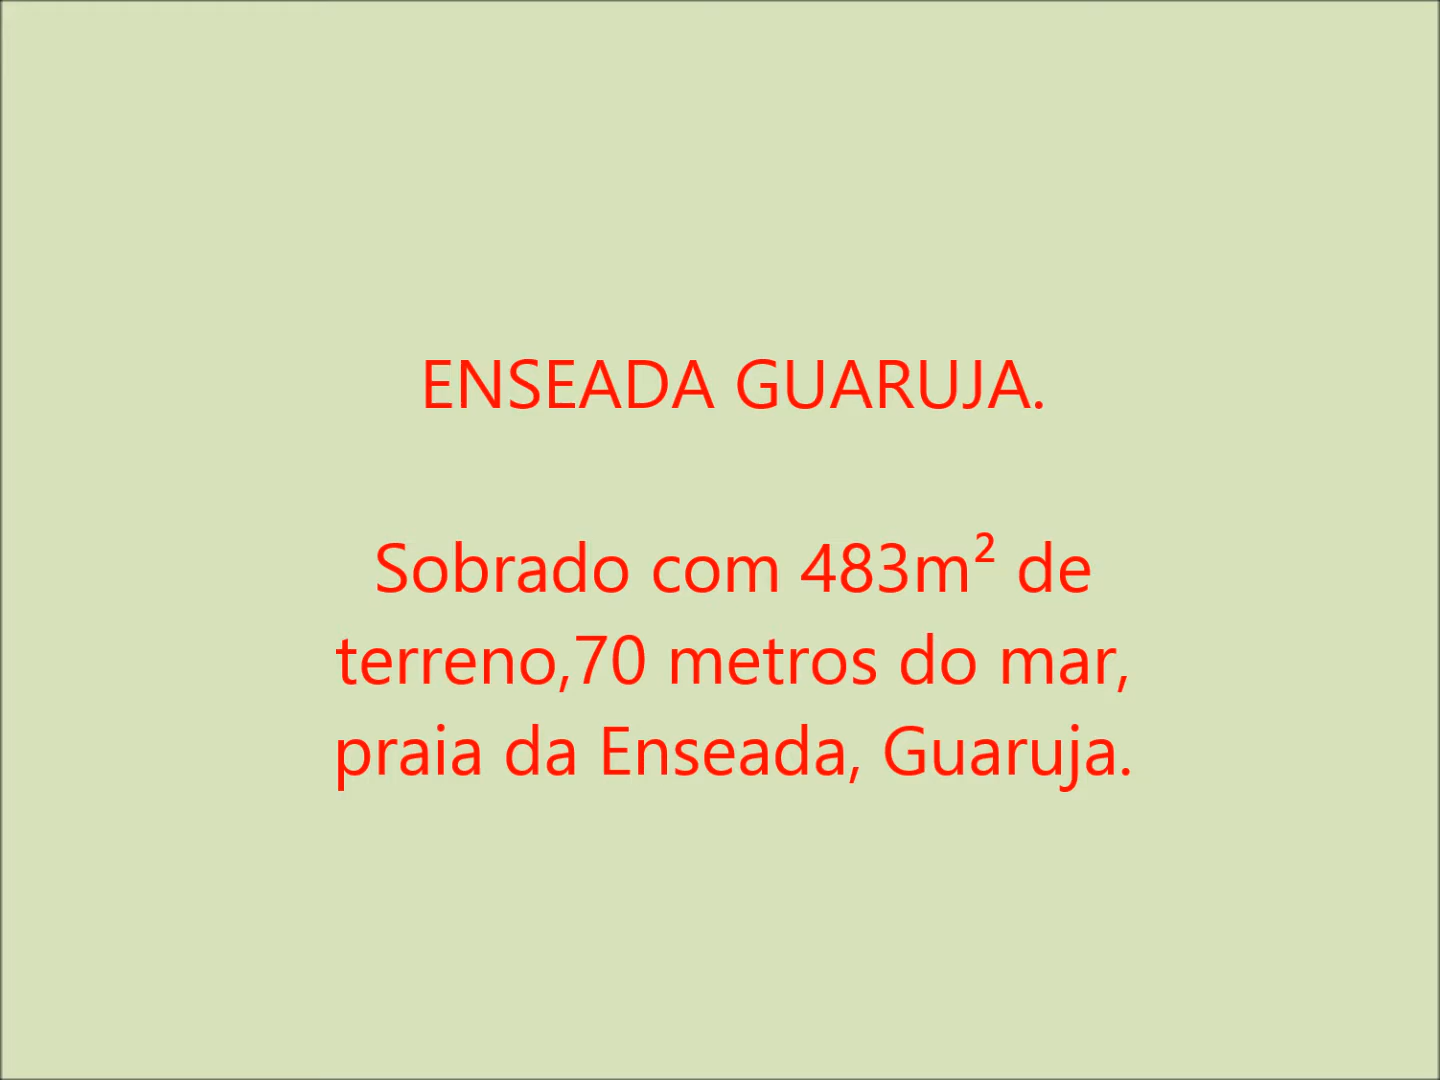 ENSEADA GUARUJA.
Sobrado com 483m² de
terreno,70 metros do mar,
praia da Enseada, Guaruja.